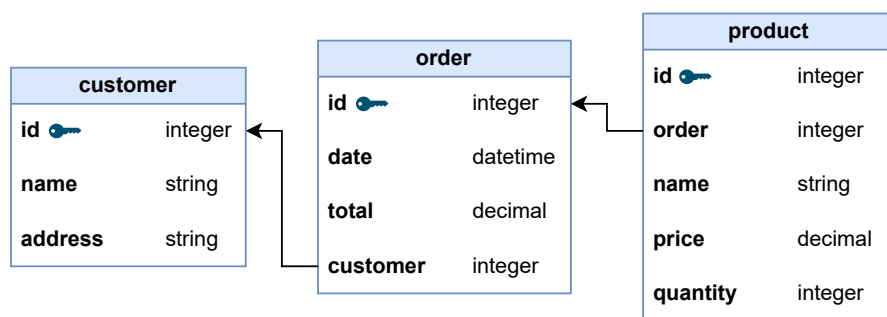 customer
id integer
name string
address string
order
id integer
date datetime
total decimal
customer integer
product
id integer
order integer
name string
price decimal
quantity integer